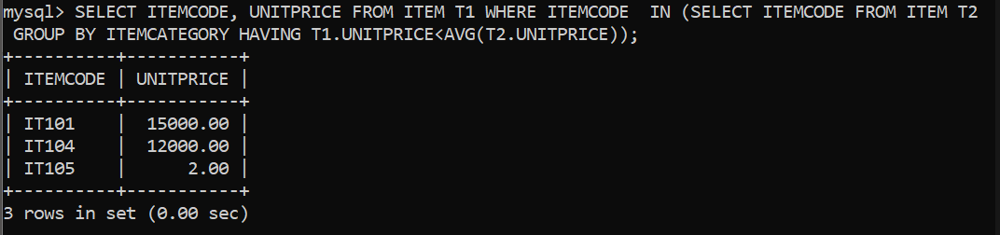 mysql> SELECT ITEMCODE, UNITPRICE FROM ITEM T1 WHERE ITEMCODE  IN (SELECT ITEMCODE FROM ITEM T2
 GROUP BY ITEMCATEGORY HAVING T1.UNITPRICE<AVG(T2.UNITPRICE));
+----------+-----------+
| ITEMCODE | UNITPRICE |
+----------+-----------+
| IT101    |  15000.00 |
| IT104    |  12000.00 |
| IT105    |      2.00 |
+----------+-----------+
3 rows in set (0.00 sec)